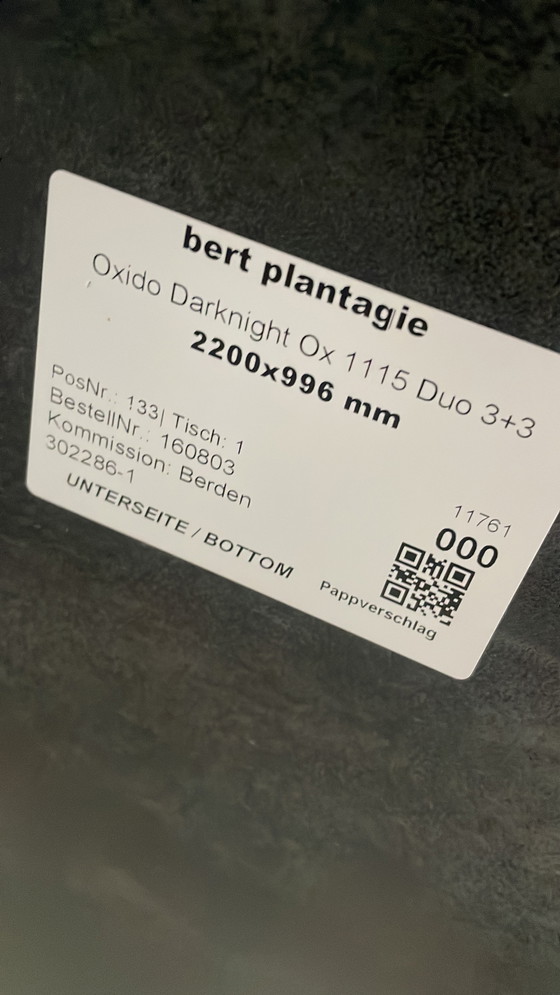 bert plantagie
Oxido Darknight Ox 1115 Duo 3+3
2200x996 mm
PosNr.: 133| Tisch: 1
BestellNr.: 160803
Kommission: Berden
302286-1
UNTERSEITE / BOTTOM
11761
000
Pappverschlag